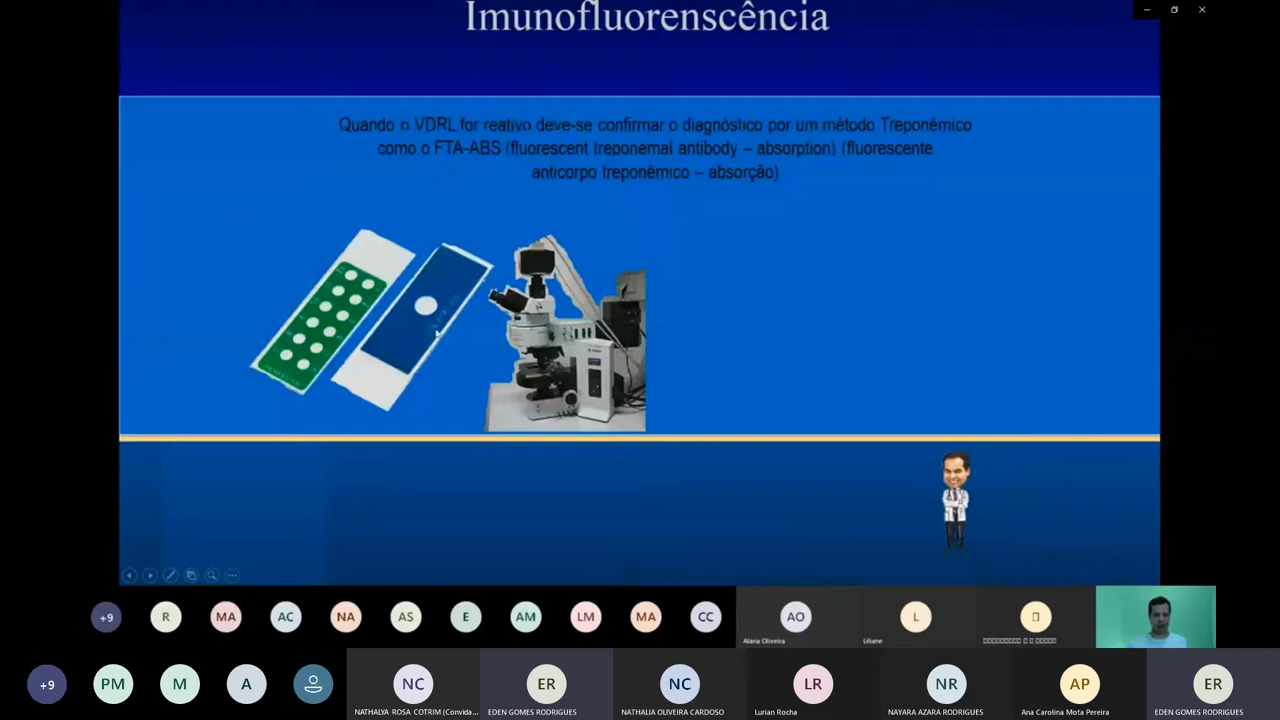 Imunofluorenscência
Quando o VDRL for reativo deve-se confirmar o diagnóstico por um método Treponêmico
como o FTA-ABS (fluorescent treponemal antibody – absorption) (fluorescente
anticorpo treponêmico – absorção)
+9
R
MA
AC
NA
AS
E
AM
LM
MA
CC
AO
L
Alana Oliveira
Liliane
+9
PM
M
A
NC
ER
NC
LR
NR
AP
ER
NATHALYA ROSA COTRIM (Convida...
EDEN GOMES RODRIGUES
NATHALIA OLIVEIRA CARDOSO
Lurian Rocha
NAYARA AZARA RODRIGUES
Ana Carolina Mota Pereira
EDEN GOMES RODRIGUES